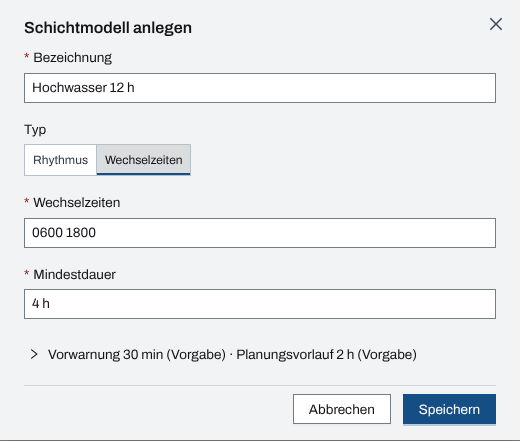 Schichtmodell anlegen
* Bezeichnung
Hochwasser 12 h
Typ
Rhythmus Wechselzeiten
* Wechselzeiten
0600 1800
* Mindestdauer
4 h
Vorwarnung 30 min (Vorgabe) · Planungsvorlauf 2 h (Vorgabe)
Abbrechen Speichern